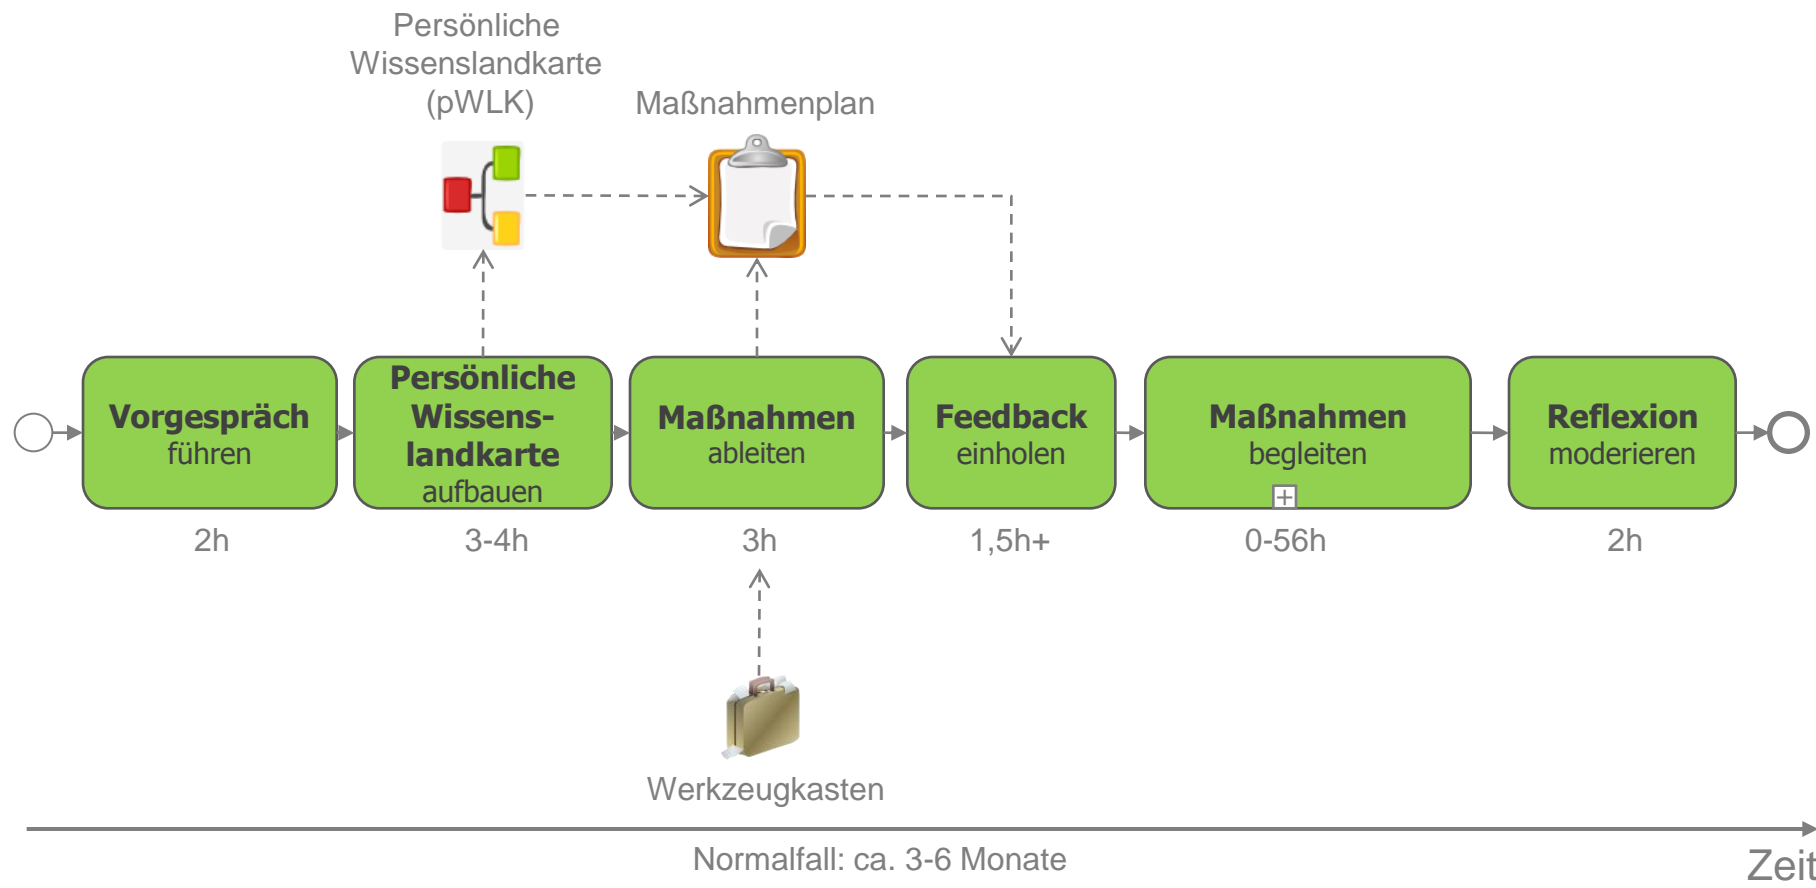 Persönliche
Wissenslandkarte
(pWLK)
Maßnahmenplan
Vorgespräch
führen
Persönliche
Wissens-
landkarte
aufbauen
Maßnahmen
ableiten
Feedback
einholen
Maßnahmen
begleiten
Reflexion
moderieren
2h
3-4h
3h
1,5h+
0-56h
2h
Werkzeugkasten
Normalfall: ca. 3-6 Monate
Zeit